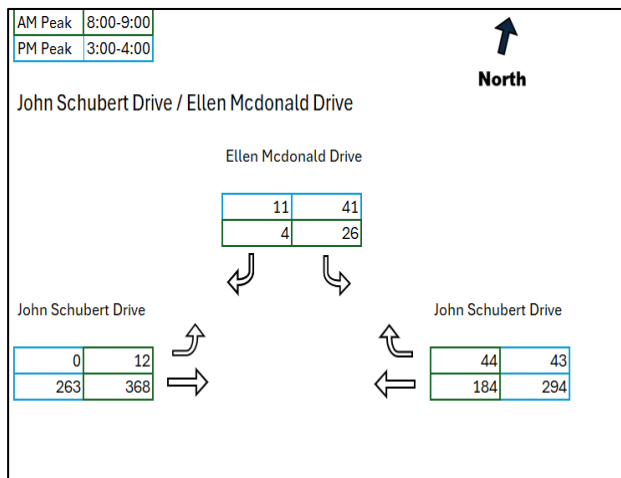 AM Peak 8:00-9:00
PM Peak 3:00-4:00
North
John Schubert Drive / Ellen Mcdonald Drive
Ellen Mcdonald Drive
11 41
4 26
John Schubert Drive
0 12
263 368
John Schubert Drive
44 43
184 294